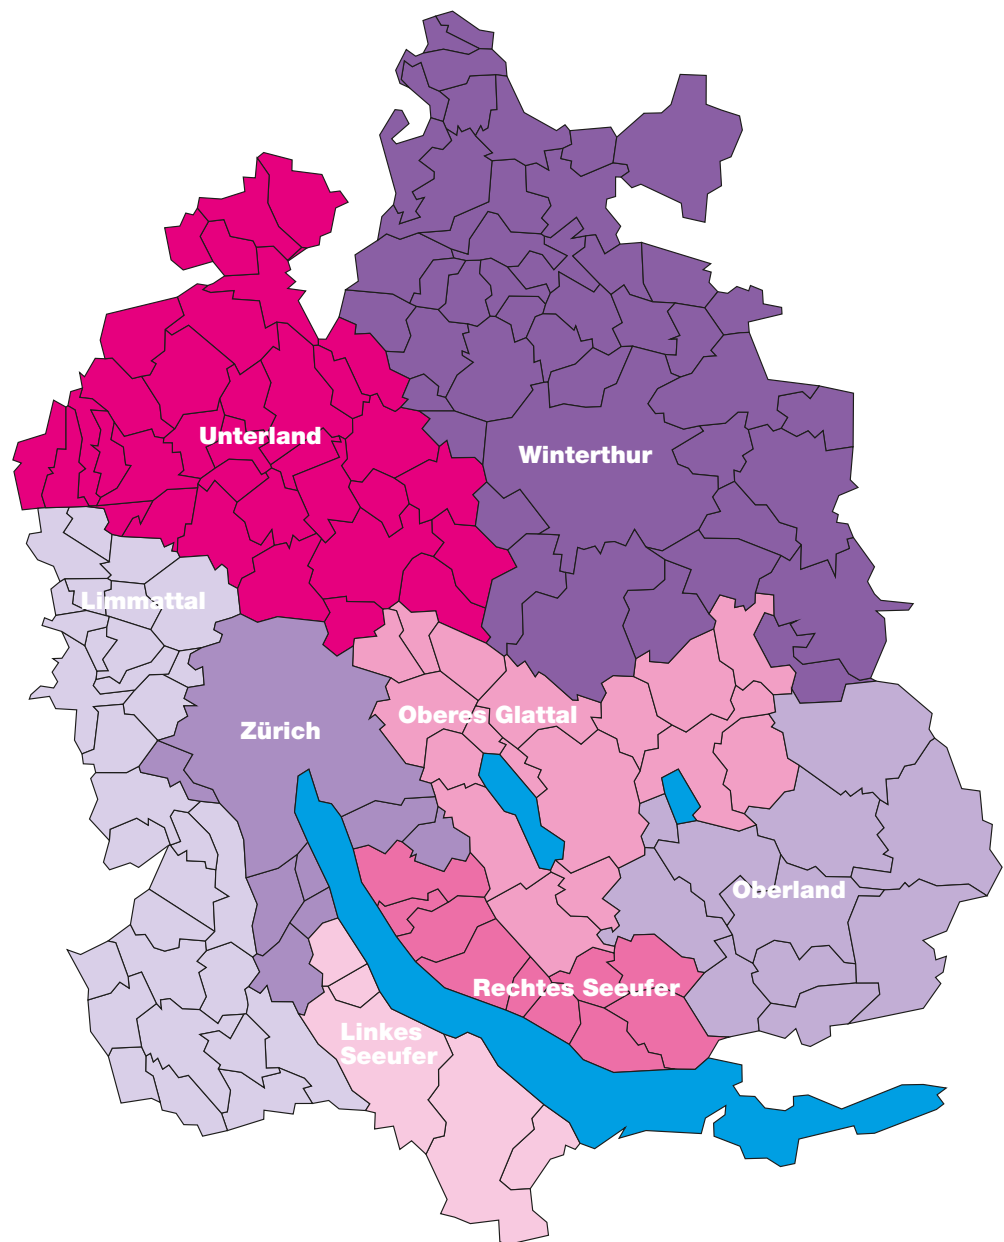 Unterland
Winterthur
Limmattal
Zürich
Oberes Glattal
Oberland
Rechtes Seeufer
Linkes
Seeufer